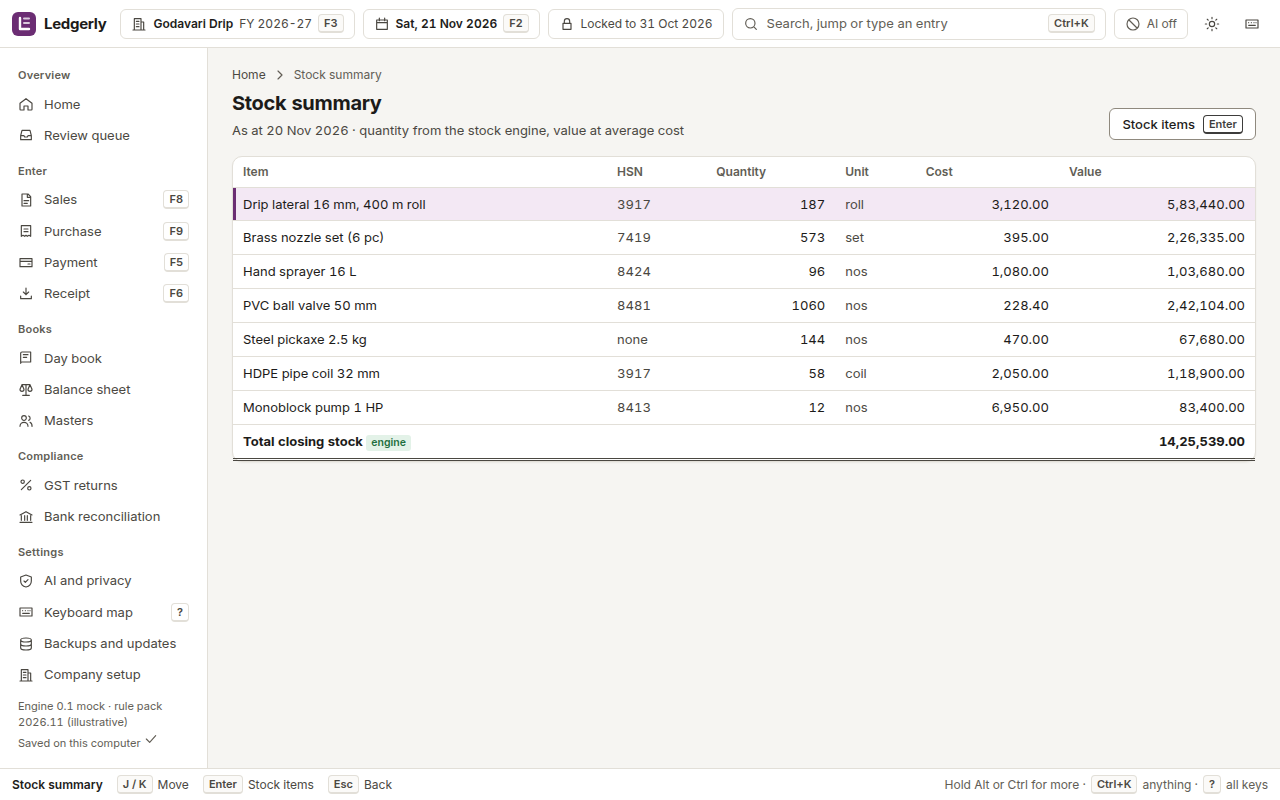 Ledgerly
Godavari Drip FY 2026-27 F3
Sat, 21 Nov 2026 F2
Locked to 31 Oct 2026
Search, jump or type an entry Ctrl+K
AI off
Overview
Home
Review queue
Enter
Sales F8
Purchase F9
Payment F5
Receipt F6
Books
Day book
Balance sheet
Masters
Compliance
GST returns
Bank reconciliation
Settings
AI and privacy
Keyboard map ?
Backups and updates
Company setup
Engine 0.1 mock · rule pack
2026.11 (illustrative)
Saved on this computer
Home > Stock summary
Stock summary
As at 20 Nov 2026 · quantity from the stock engine, value at average cost
Stock items Enter
Item HSN Quantity Unit Cost Value
Drip lateral 16 mm, 400 m roll 3917 187 roll 3,120.00 5,83,440.00
Brass nozzle set (6 pc) 7419 573 set 395.00 2,26,335.00
Hand sprayer 16 L 8424 96 nos 1,080.00 1,03,680.00
PVC ball valve 50 mm 8481 1060 nos 228.40 2,42,104.00
Steel pickaxe 2.5 kg none 144 nos 470.00 67,680.00
HDPE pipe coil 32 mm 3917 58 coil 2,050.00 1,18,900.00
Monoblock pump 1 HP 8413 12 nos 6,950.00 83,400.00
Total closing stock engine 14,25,539.00
Stock summary J / K Move Enter Stock items Esc Back
Hold Alt or Ctrl for more · Ctrl+K anything · ? all keys